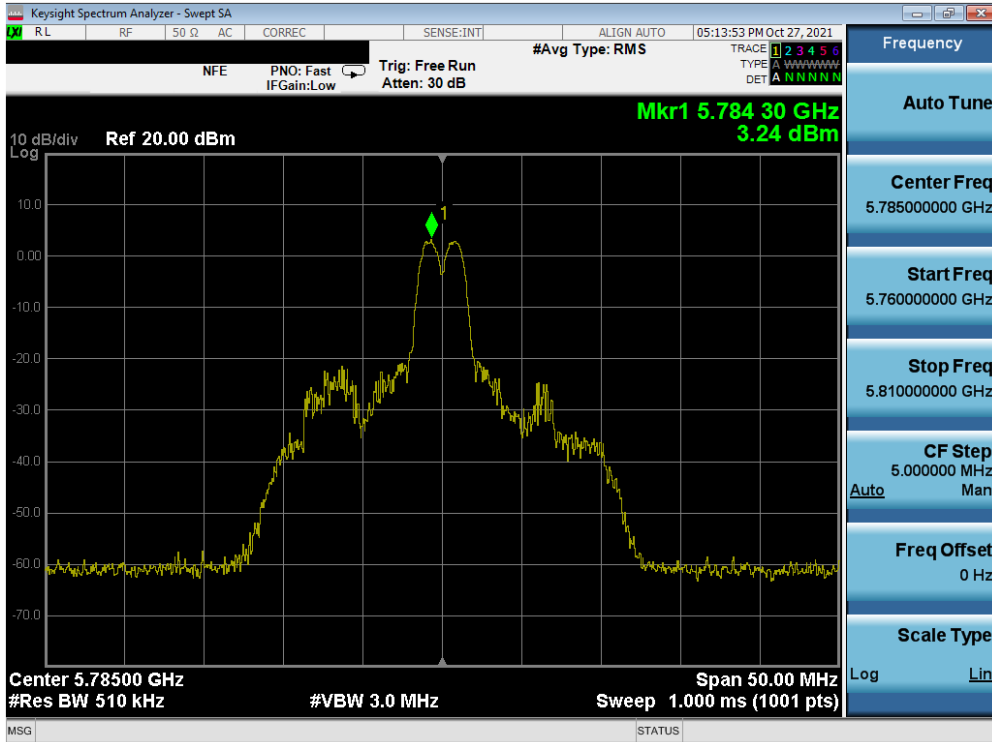 Keysight Spectrum Analyzer - Swept SA
LXI RL RF 50 Ω AC CORREC SENSE:INT ALIGN AUTO 05:13:53 PM Oct 27, 2021
#Avg Type: RMS TRACE 1 2 3 4 5 6
NFE PNO: Fast Trig: Free Run TYPE A WWWWW
IFGain:Low Atten: 30 dB DET A N N N N N
Mkr1 5.784 30 GHz
3.24 dBm
10 dB/div Ref 20.00 dBm
Log
1
10.0
0.00
-10.0
-20.0
-30.0
-40.0
-50.0
-60.0
-70.0
Center 5.78500 GHz Span 50.00 MHz
#Res BW 510 kHz #VBW 3.0 MHz Sweep 1.000 ms (1001 pts)
MSG STATUS
Frequency
Auto Tune
Center Freq
5.785000000 GHz
Start Freq
5.760000000 GHz
Stop Freq
5.810000000 GHz
CF Step
5.000000 MHz
Auto Man
Freq Offset
0 Hz
Scale Type
Log Lin